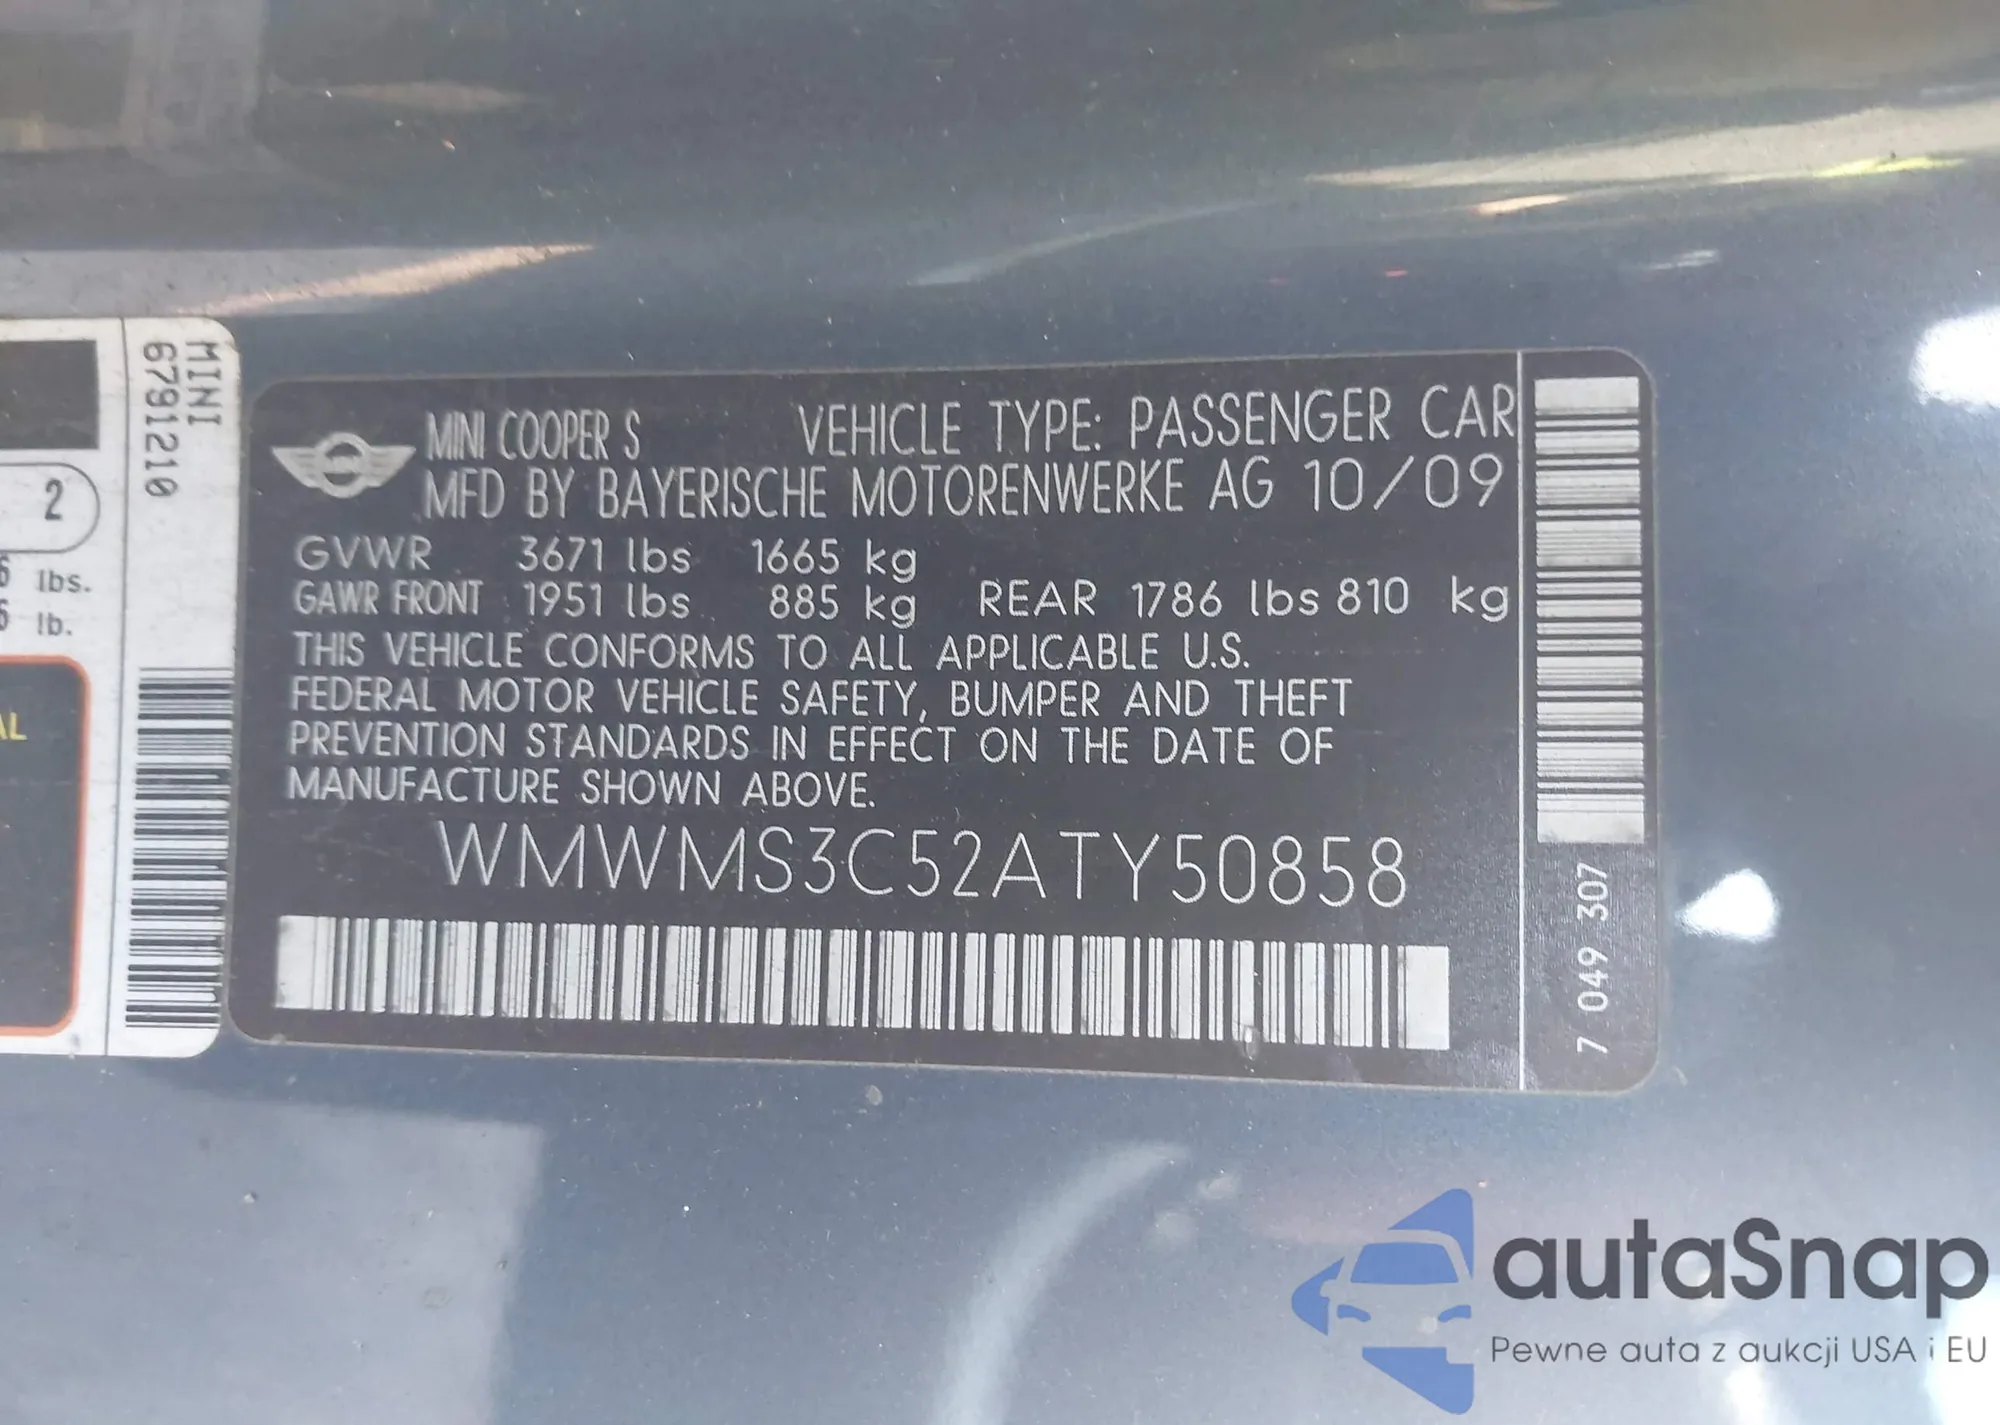 MINI
6791210
2
lbs.
lb.
AL
MINI COOPER S VEHICLE TYPE: PASSENGER CAR
MFD BY BAYERISCHE MOTORENWERKE AG 10/09
GVWR 3671 lbs 1665 kg
GAWR FRONT 1951 lbs 885 kg REAR 1786 lbs 810 kg
THIS VEHICLE CONFORMS TO ALL APPLICABLE U.S.
FEDERAL MOTOR VEHICLE SAFETY, BUMPER AND THEFT
PREVENTION STANDARDS IN EFFECT ON THE DATE OF
MANUFACTURE SHOWN ABOVE.
WMWMS3C52ATY50858
7 049 307
autaSnap
Pewne auta z aukcji USA i EU